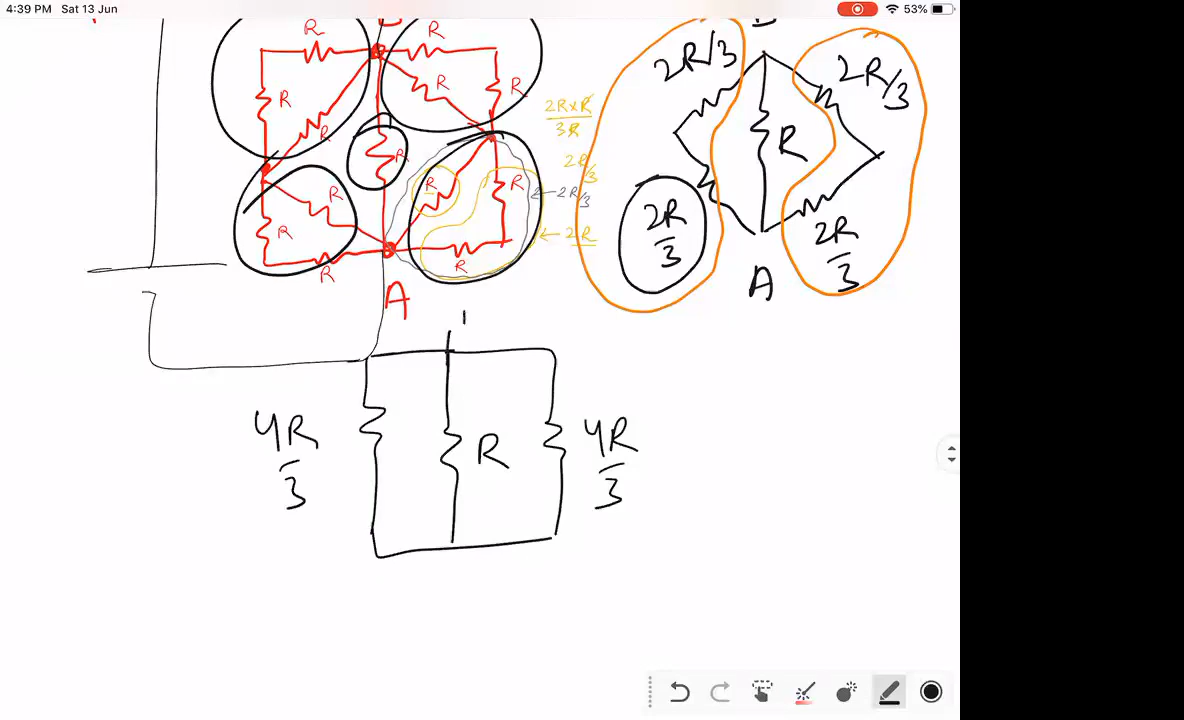 4:39 PM Sat 13 Jun
53%
R R
R R R
R R
R
R R R
R R
R
A
2R×R
3R
2R/3
2R/3
2R
2R/3 2R/3
R
2R
3
2R
3
A
4R
3
R
4R
3